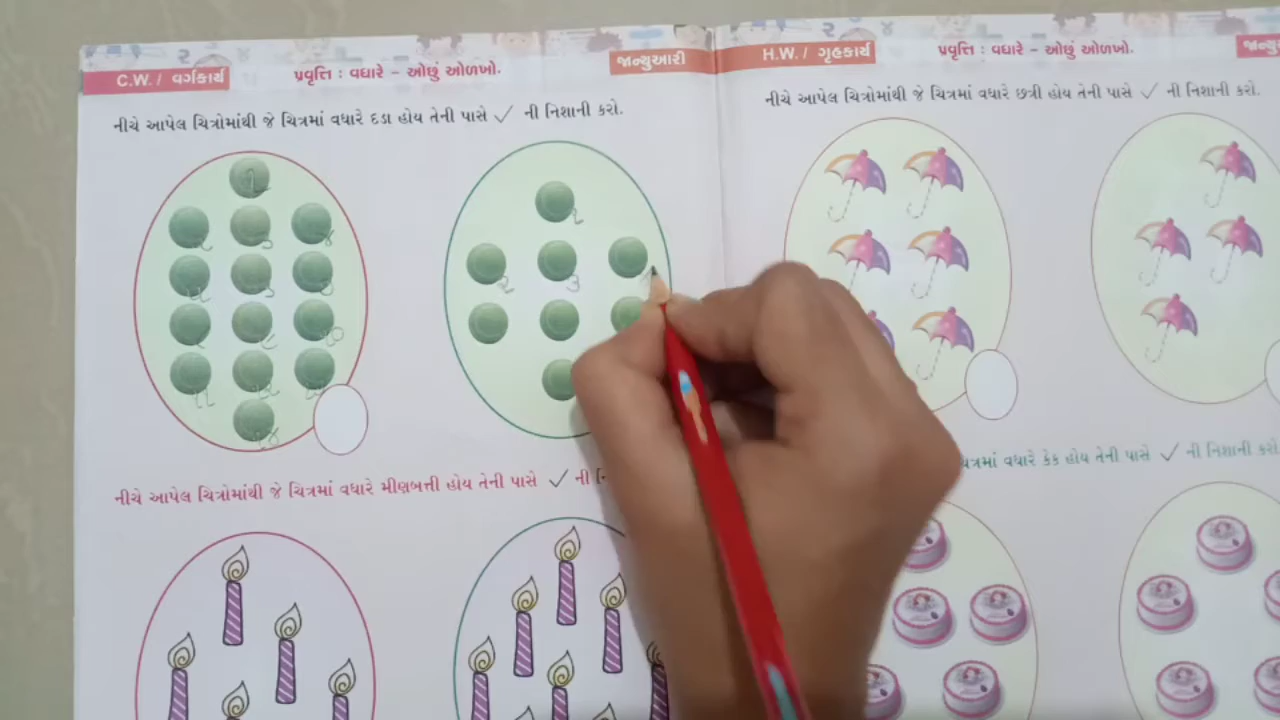 C.W. / વર્ગકાર્ય
પ્રવૃત્તિ : વધારે - ઓછું ઓળખો.
જાન્યુઆરી
નીચે આપેલ ચિત્રોમાંથી જે ચિત્રમાં વધારે દડા હોય તેની પાસે ✓ ની નિશાની કરો.
નીચે આપેલ ચિત્રોમાંથી જે ચિત્રમાં વધારે મીણબત્તી હોય તેની પાસે ✓ ની
H.W. / ગૃહકાર્ય
પ્રવૃત્તિ : વધારે - ઓછું ઓળખો.
નીચે આપેલ ચિત્રોમાંથી જે ચિત્રમાં વધારે છત્રી હોય તેની પાસે ✓ ની નિશાની કરો.
વધારે કેક હોય તેની પાસે ✓ ની નિશાની કરો.